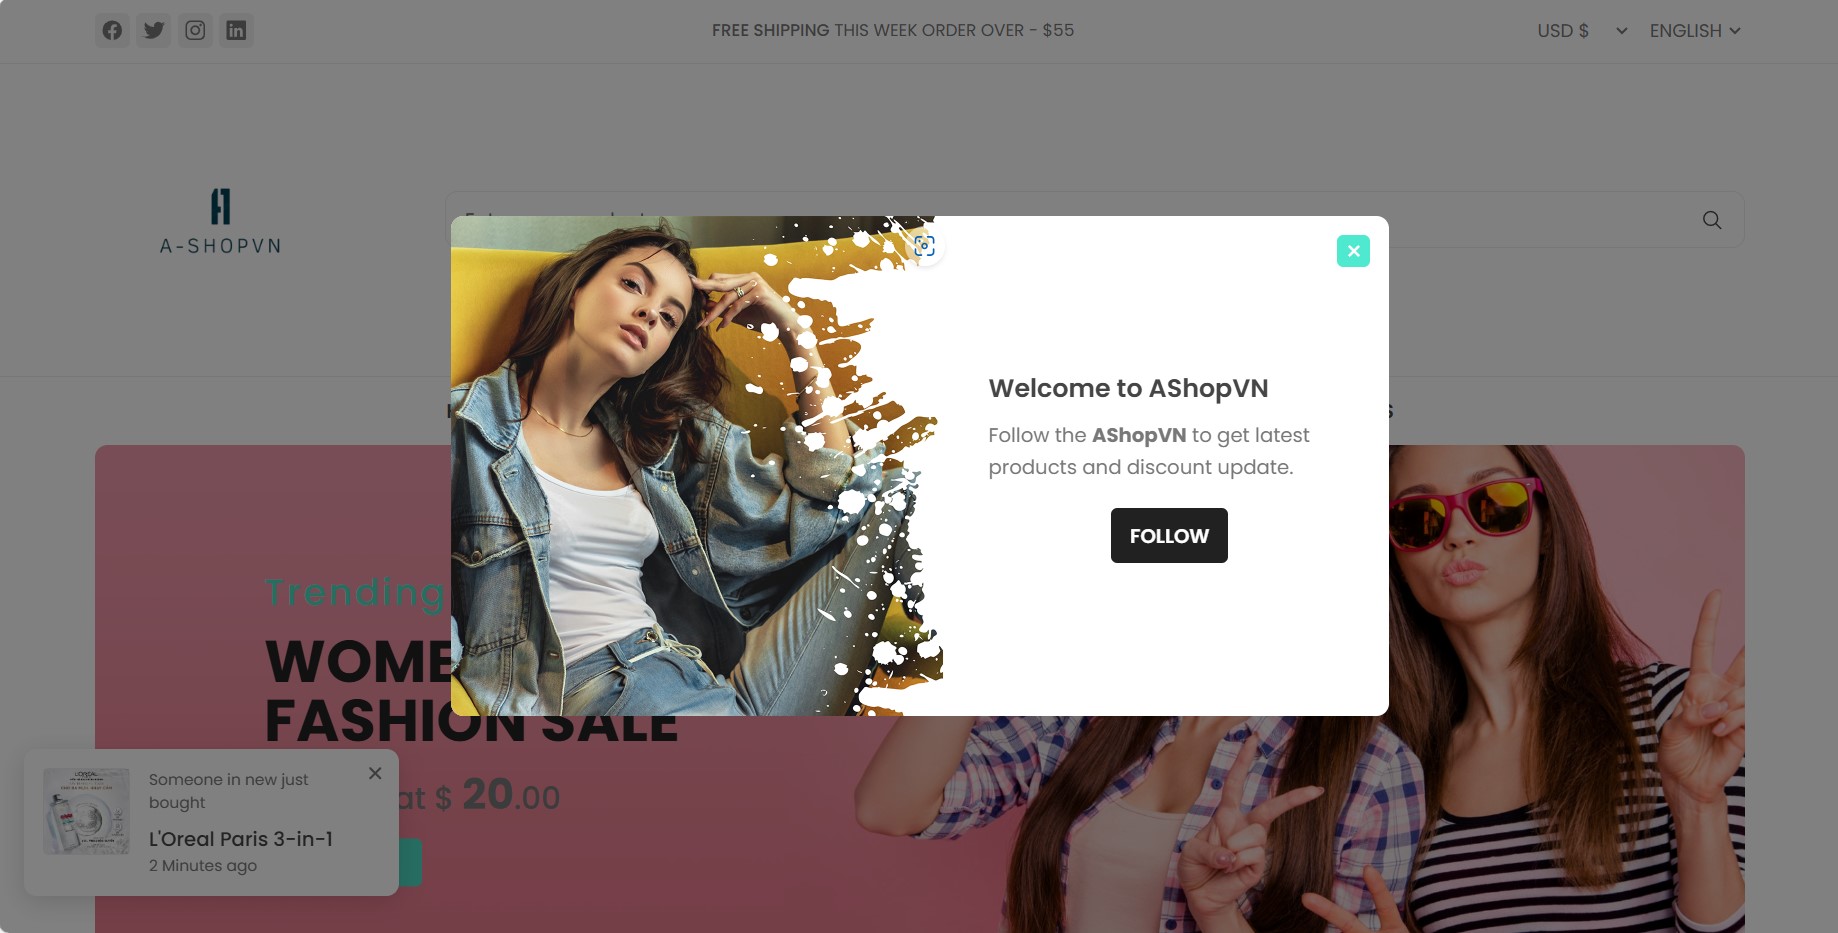 FREE SHIPPING THIS WEEK ORDER OVER - $55
USD $
ENGLISH
A-SHOPVN
Welcome to AShopVN
Follow the AShopVN to get latest
products and discount update.
FOLLOW
Trending
WOME
FASHION SALE
at $ 20.00
Someone in new just
bought
L'Oreal Paris 3-in-1
2 Minutes ago